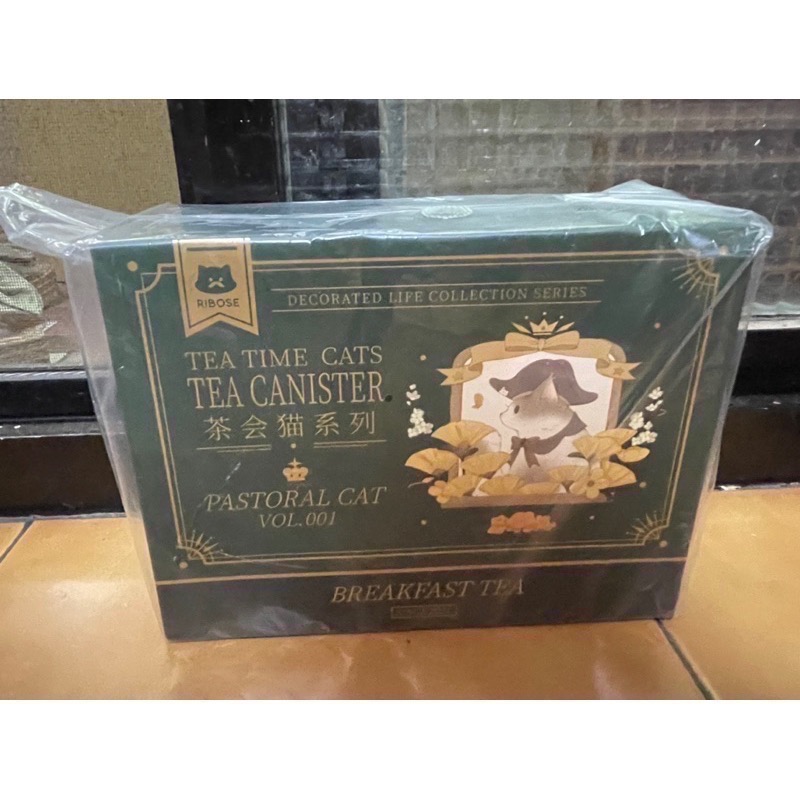 RIBOSE
DECORATED LIFE COLLECTION SERIES
TEA TIME CATS
TEA CANISTER
茶会猫系列
PASTORAL CAT
VOL.001
BREAKFAST TEA